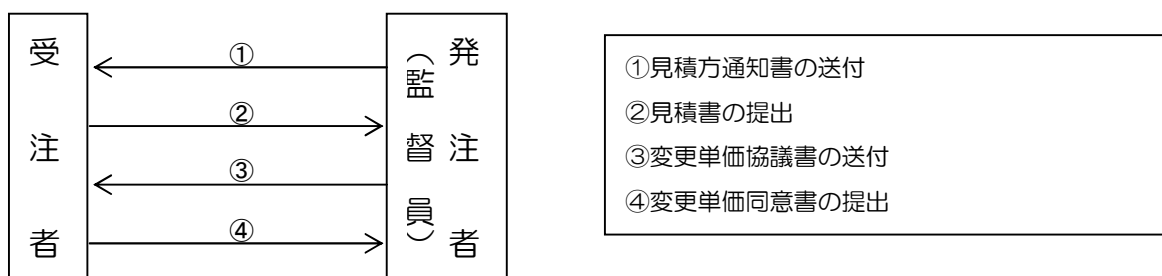 受注者
①
②
③
④
発注者
（監督員）
①見積方通知書の送付
②見積書の提出
③変更単価協議書の送付
④変更単価同意書の提出